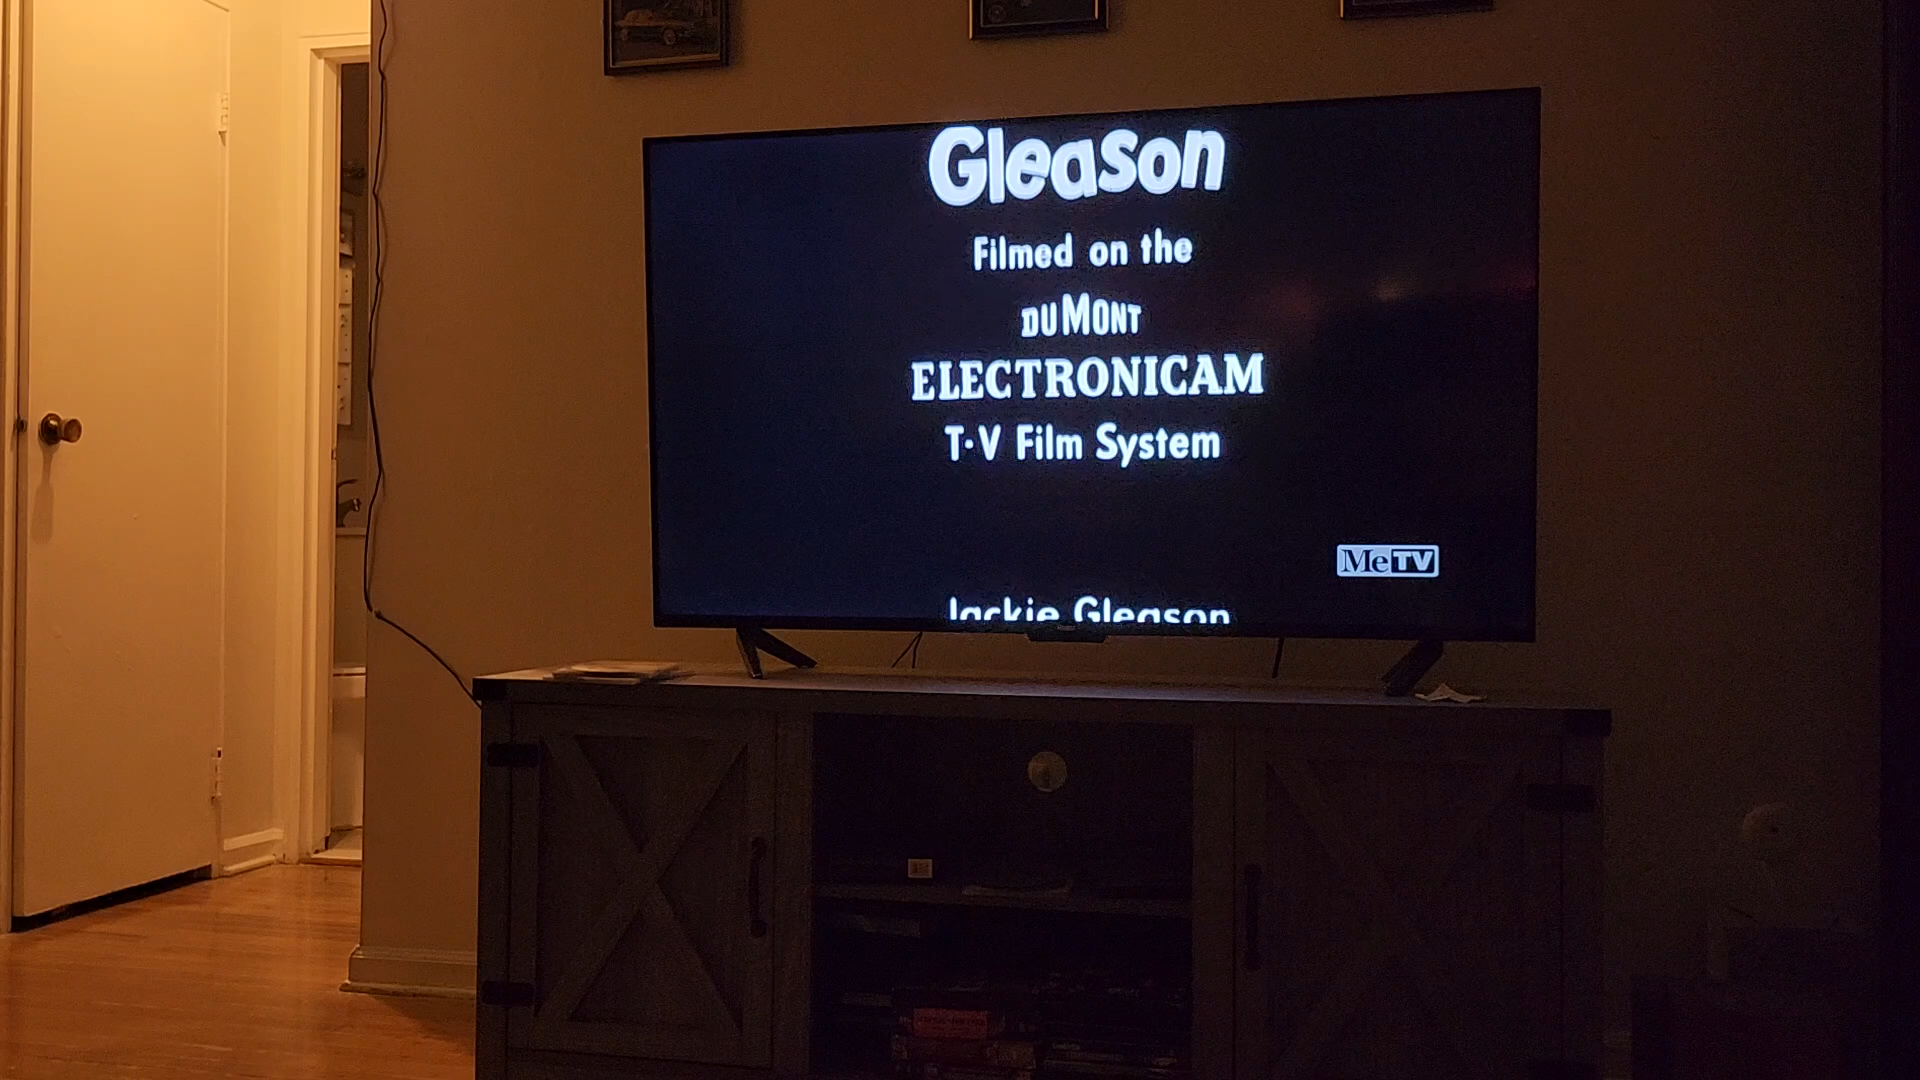 Gleason
Filmed on the
DUMONT
ELECTRONICAM
T·V Film System
MeTV
Jackie Gleason